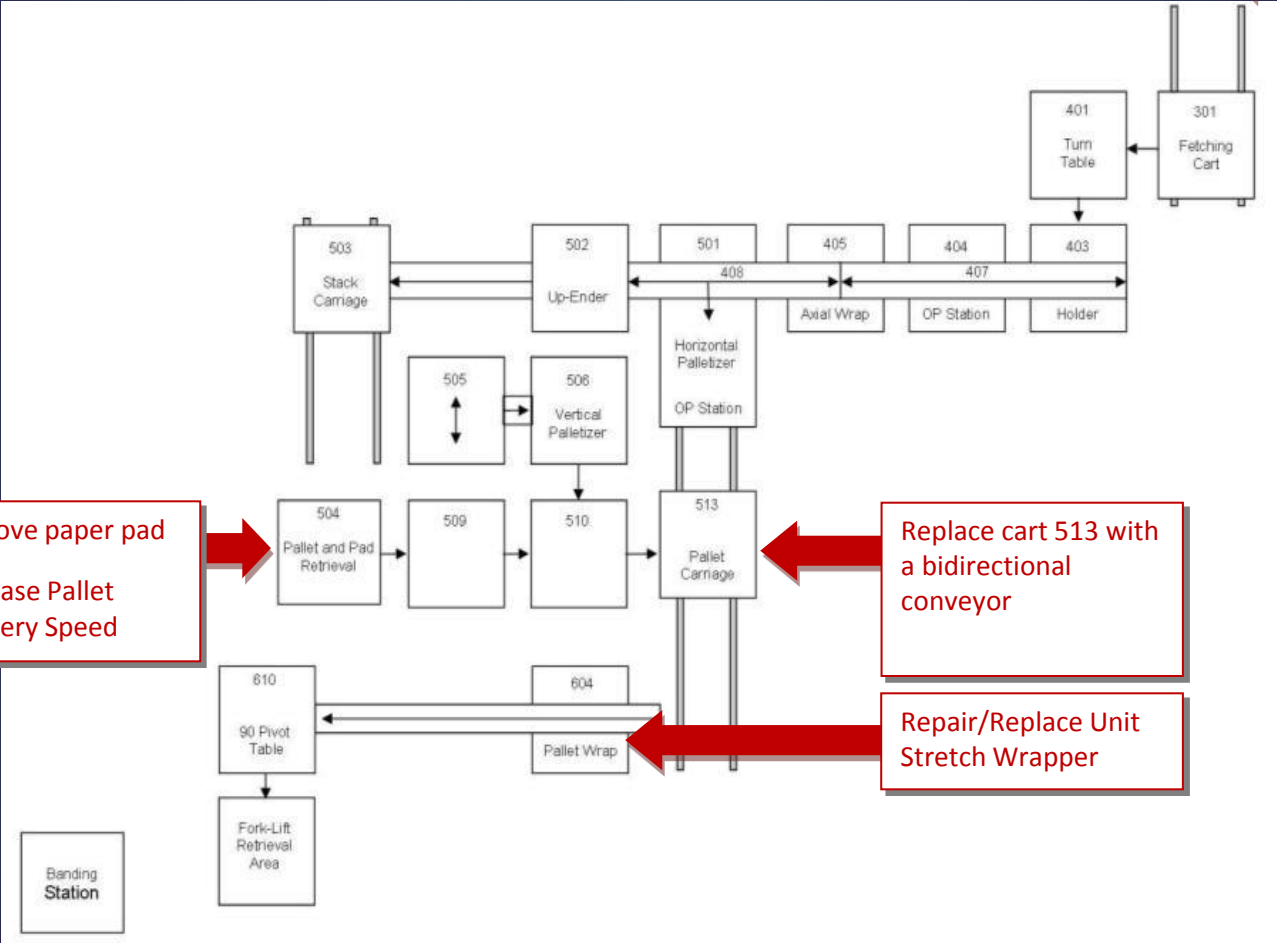 401
Turn
Table
301
Fetching
Cart
503
Stack
Carriage
502
Up-Ender
501
408
405
404
407
403
Axial Wrap
OP Station
Holder
Horizontal
Palletizer
OP Station
505
506
Vertical
Palletizer
504
Pallet and Pad
Retrieval
509
510
513
Pallet
Carriage
ove paper pad
ase Pallet
ery Speed
Replace cart 513 with
a bidirectional
conveyor
610
90 Pivot
Table
604
Pallet Wrap
Repair/Replace Unit
Stretch Wrapper
Fork-Lift
Retrieval
Area
Banding
Station